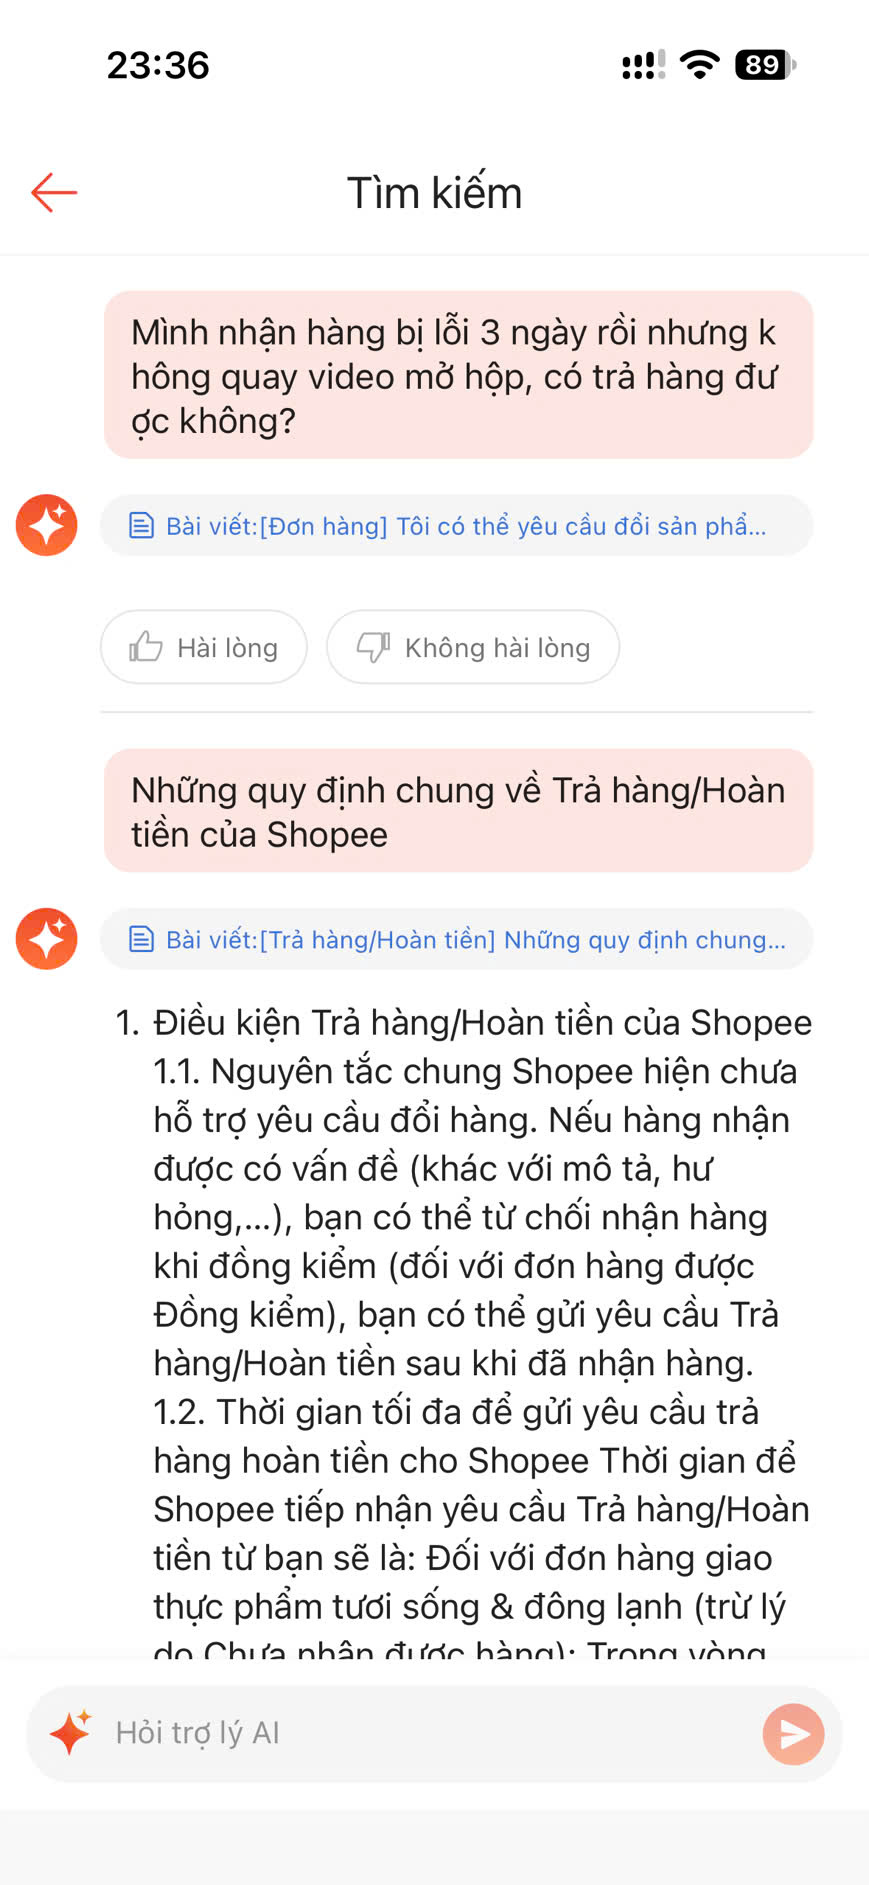 23:36
89
Tìm kiếm
Mình nhận hàng bị lỗi 3 ngày rồi nhưng k
hông quay video mở hộp, có trả hàng đư
ợc không?
Bài viết:[Đơn hàng] Tôi có thể yêu cầu đổi sản phẩ...
Hài lòng
Không hài lòng
Những quy định chung về Trả hàng/Hoàn
tiền của Shopee
Bài viết:[Trả hàng/Hoàn tiền] Những quy định chung...
1. Điều kiện Trả hàng/Hoàn tiền của Shopee
1.1. Nguyên tắc chung Shopee hiện chưa
hỗ trợ yêu cầu đổi hàng. Nếu hàng nhận
được có vấn đề (khác với mô tả, hư
hỏng,...), bạn có thể từ chối nhận hàng
khi đồng kiểm (đối với đơn hàng được
Đồng kiểm), bạn có thể gửi yêu cầu Trả
hàng/Hoàn tiền sau khi đã nhận hàng.
1.2. Thời gian tối đa để gửi yêu cầu trả
hàng hoàn tiền cho Shopee Thời gian để
Shopee tiếp nhận yêu cầu Trả hàng/Hoàn
tiền từ bạn sẽ là: Đối với đơn hàng giao
thực phẩm tươi sống & đông lạnh (trừ lý
do Chưa nhận được hàng): Trong vòng
Hỏi trợ lý AI